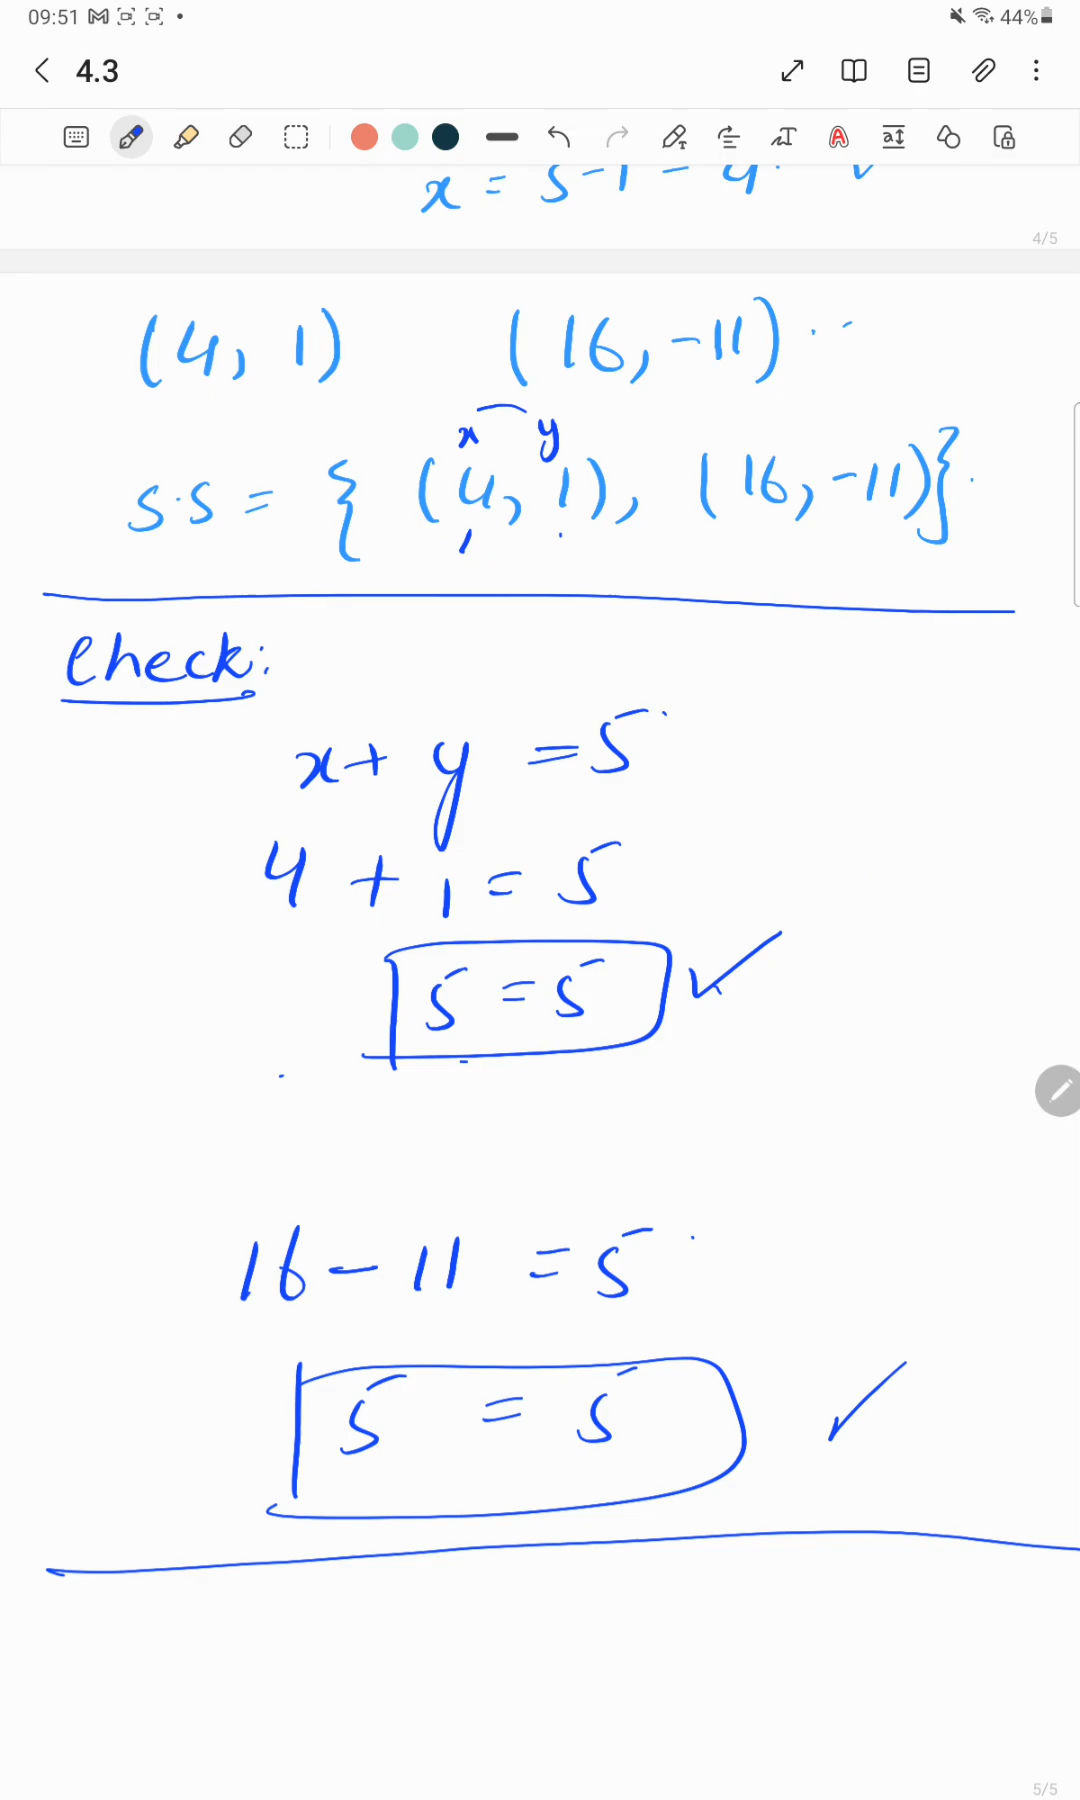 09:51 44%
4.3
x = 5 - 1 = 4
4/5
(4, 1) (16, -11)
x y
S.S = { (4, 1), (16, -11) }
Check:
x + y = 5
4 + 1 = 5
5 = 5 ✓
16 - 11 = 5
5 = 5 ✓
5/5